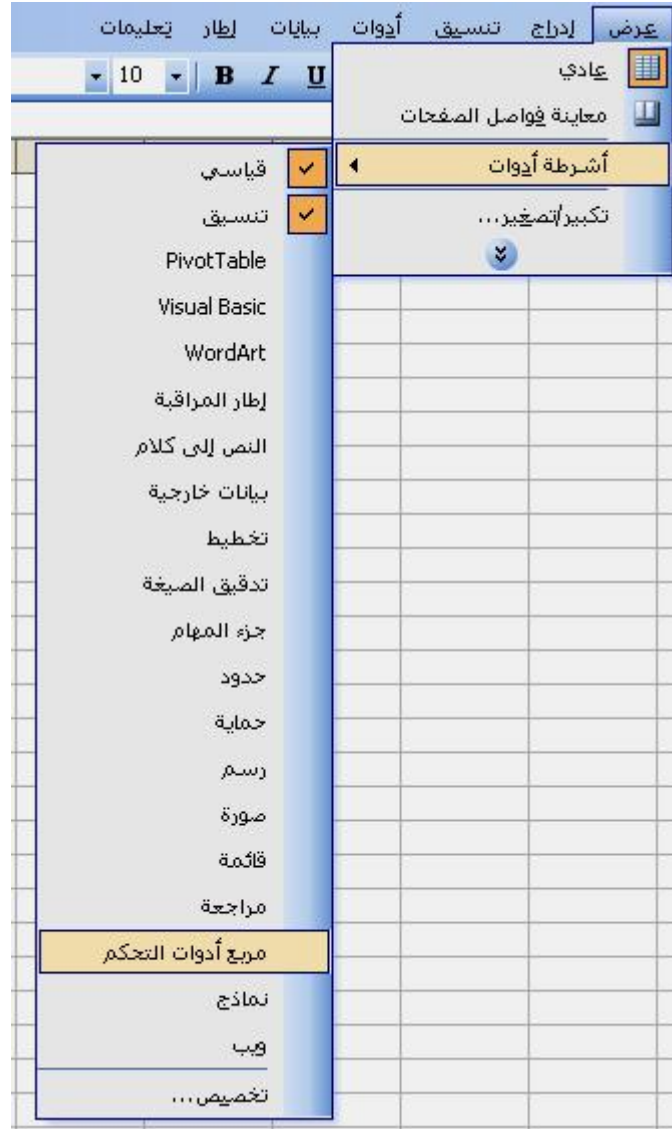 عرض إدراج تنسيق أدوات بيانات إطار تعليمات
10 B I U
عادي
معاينة فواصل الصفحات
أشرطة أدوات
تكبير/تصغير...
قياسي
تنسيق
PivotTable
Visual Basic
WordArt
إطار المراقبة
النص إلى كلام
بيانات خارجية
تخطيط
تدقيق الصيغة
جزء المهام
حدود
حماية
رسم
صورة
قائمة
مراجعة
مربع أدوات التحكم
نماذج
ويب
تخصيص...